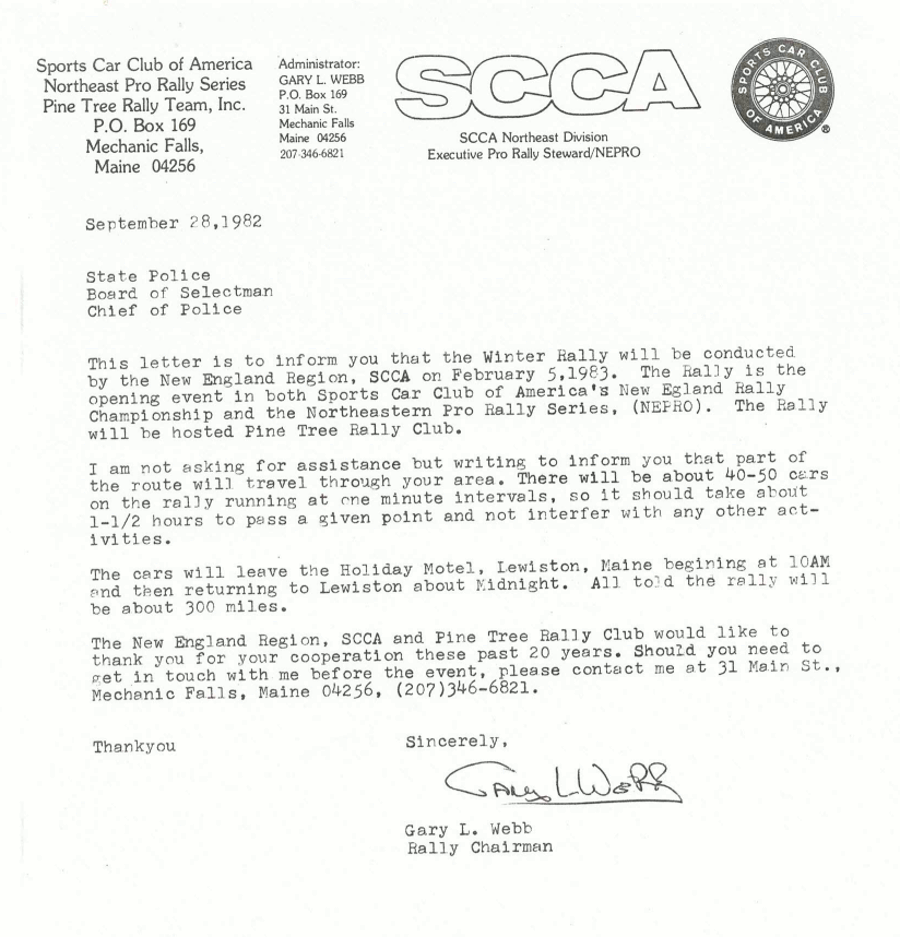 Sports Car Club of America
Northeast Pro Rally Series
Pine Tree Rally Team, Inc.
P.O. Box 169
Mechanic Falls,
Maine 04256
Administrator:
GARY L. WEBB
P.O. Box 169
31 Main St.
Mechanic Falls
Maine 04256
207-346-6821
SCCA
SCCA Northeast Division
Executive Pro Rally Steward/NEPRO
SPORTS CAR CLUB OF AMERICA ®
September 28,1982
State Police
Board of Selectman
Chief of Police
This letter is to inform you that the Winter Rally will be conducted
by the New England Region, SCCA on February 5,1983. The Rally is the
opening event in both Sports Car Club of America's New Egland Rally
Championship and the Northeastern Pro Rally Series, (NEPRO). The Rally
will be hosted Pine Tree Rally Club.
I am not asking for assistance but writing to inform you that part of
the route will travel through your area. There will be about 40-50 cars
on the rally running at one minute intervals, so it should take about
1-1/2 hours to pass a given point and not interfer with any other act-
ivities.
The cars will leave the Holiday Motel, Lewiston, Maine begining at 10AM
and then returning to Lewiston about Midnight. All told the rally will
be about 300 miles.
The New England Region, SCCA and Pine Tree Rally Club would like to
thank you for your cooperation these past 20 years. Should you need to
get in touch with me before the event, please contact me at 31 Main St.,
Mechanic Falls, Maine 04256, (207)346-6821.
Thankyou
Sincerely,
Gary L. Webb
Gary L. Webb
Rally Chairman